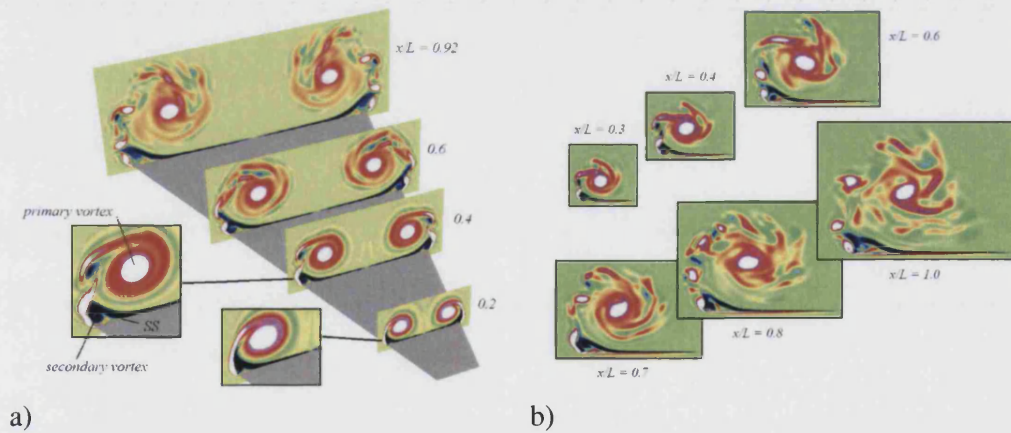 x/L = 0.92
0.6
0.4
0.2
primary vortex
SS
secondary vortex
a)
x/L = 0.6
x/L = 0.4
x/L = 0.3
x/L = 1.0
x/L = 0.8
x/L = 0.7
b)